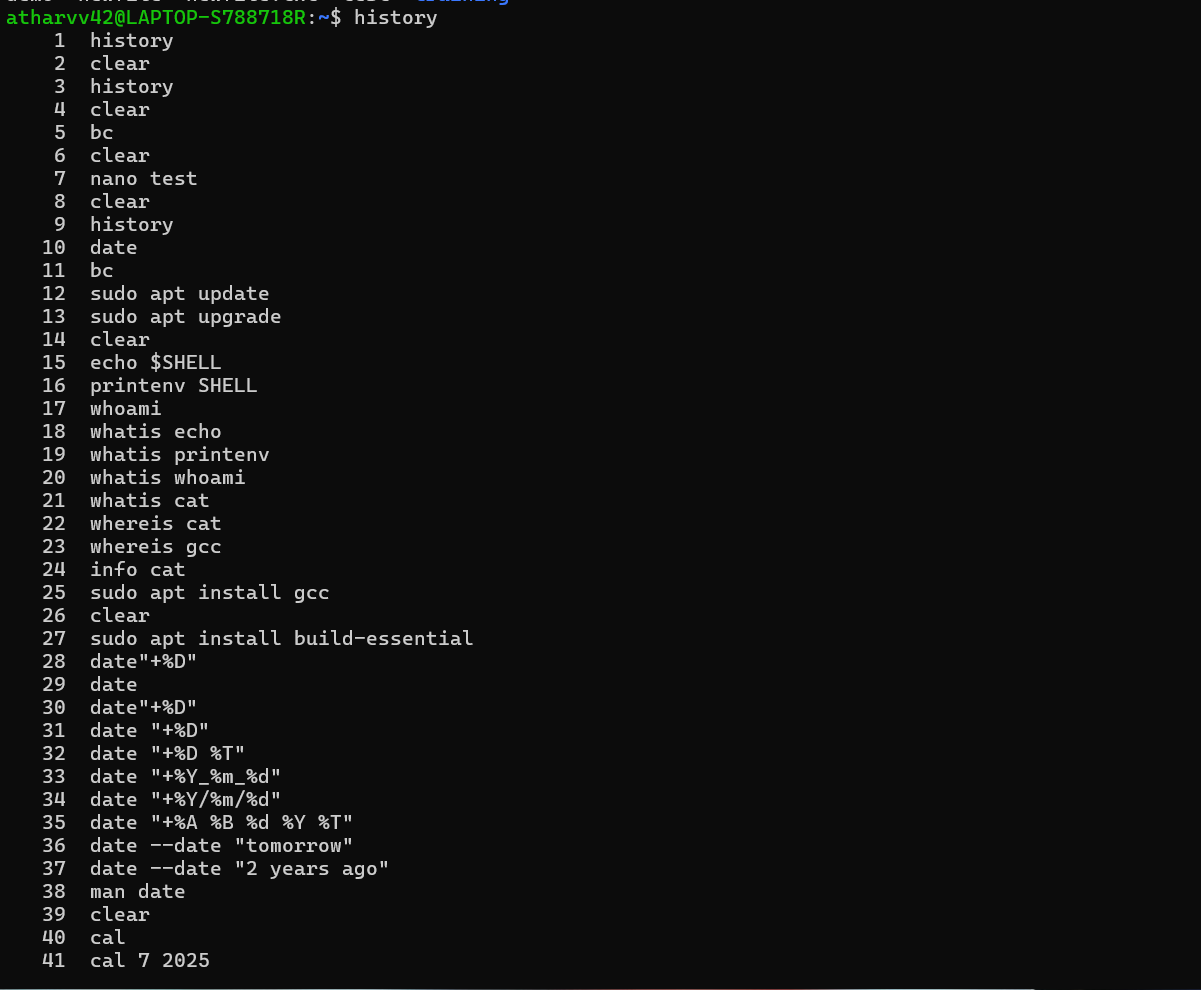 atharvv42@LAPTOP-S788718R:~$ history
1 history
2 clear
3 history
4 clear
5 bc
6 clear
7 nano test
8 clear
9 history
10 date
11 bc
12 sudo apt update
13 sudo apt upgrade
14 clear
15 echo $SHELL
16 printenv SHELL
17 whoami
18 whatis echo
19 whatis printenv
20 whatis whoami
21 whatis cat
22 whereis cat
23 whereis gcc
24 info cat
25 sudo apt install gcc
26 clear
27 sudo apt install build-essential
28 date"+%D"
29 date
30 date"+%D"
31 date "+%D"
32 date "+%D %T"
33 date "+%Y_%m_%d"
34 date "+%Y/%m/%d"
35 date "+%A %B %d %Y %T"
36 date --date "tomorrow"
37 date --date "2 years ago"
38 man date
39 clear
40 cal
41 cal 7 2025